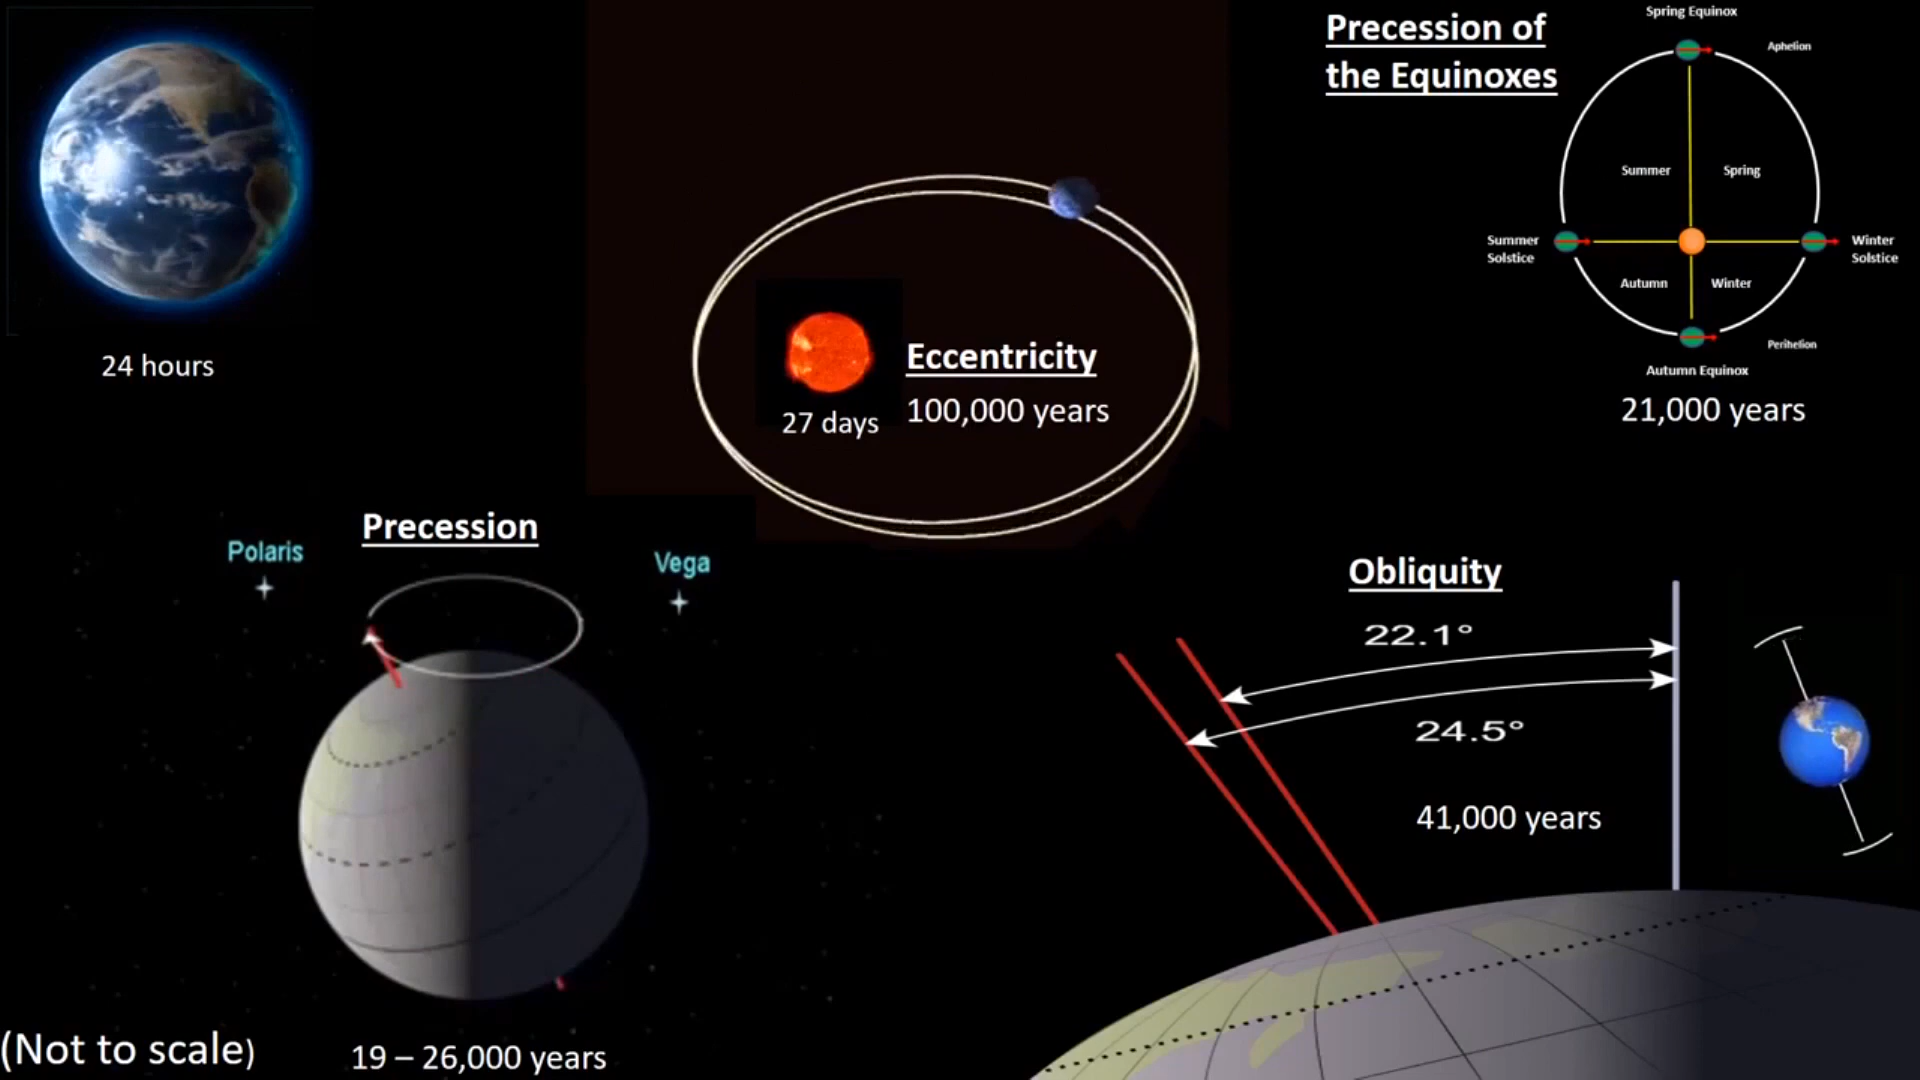 24 hours
Eccentricity
27 days
100,000 years
Precession of
the Equinoxes
Spring Equinox
Aphelion
Summer
Spring
Summer
Solstice
Winter
Solstice
Autumn
Winter
Perihelion
Autumn Equinox
21,000 years
Precession
Polaris
Vega
19 – 26,000 years
(Not to scale)
Obliquity
22.1°
24.5°
41,000 years